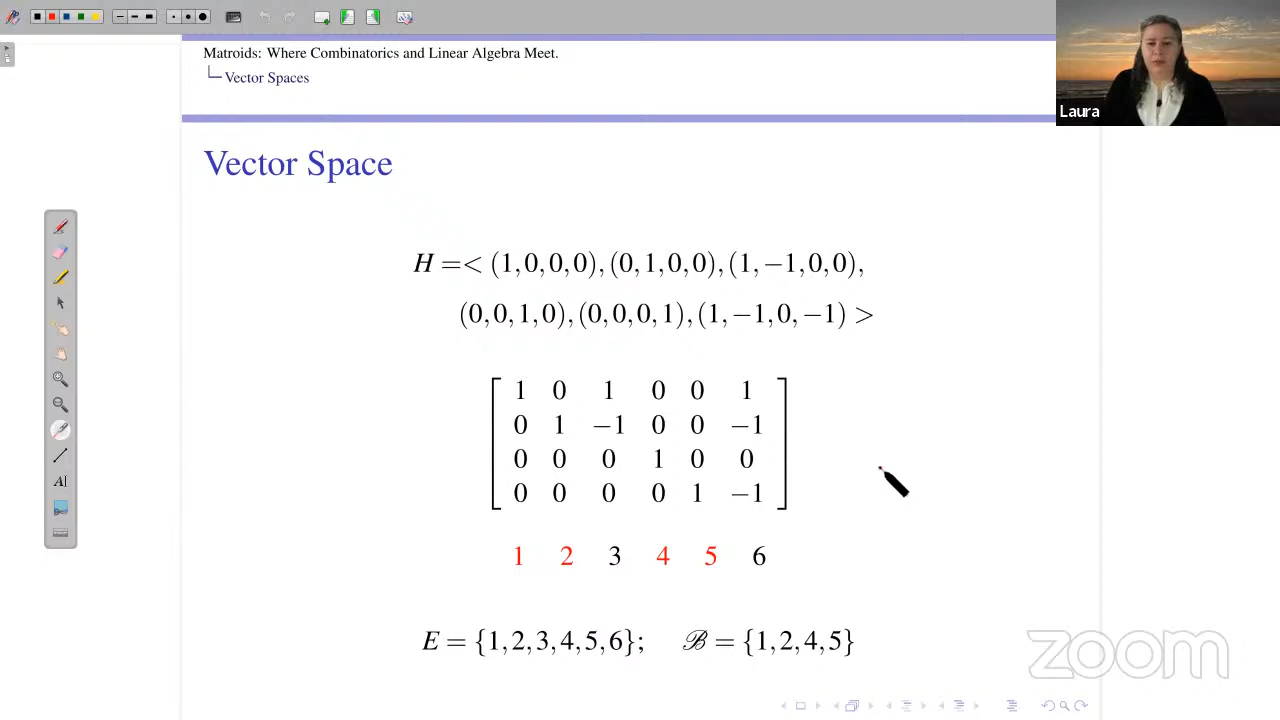 Matroids: Where Combinatorics and Linear Algebra Meet.
Vector Spaces
Laura
Vector Space
H =< (1,0,0,0),(0,1,0,0),(1,−1,0,0),
(0,0,1,0),(0,0,0,1),(1,−1,0,−1) >
1 0 1 0 0 1
0 1 −1 0 0 −1
0 0 0 1 0 0
0 0 0 0 1 −1
1 2 3 4 5 6
E = {1,2,3,4,5,6}; ℬ = {1,2,4,5}
zoom